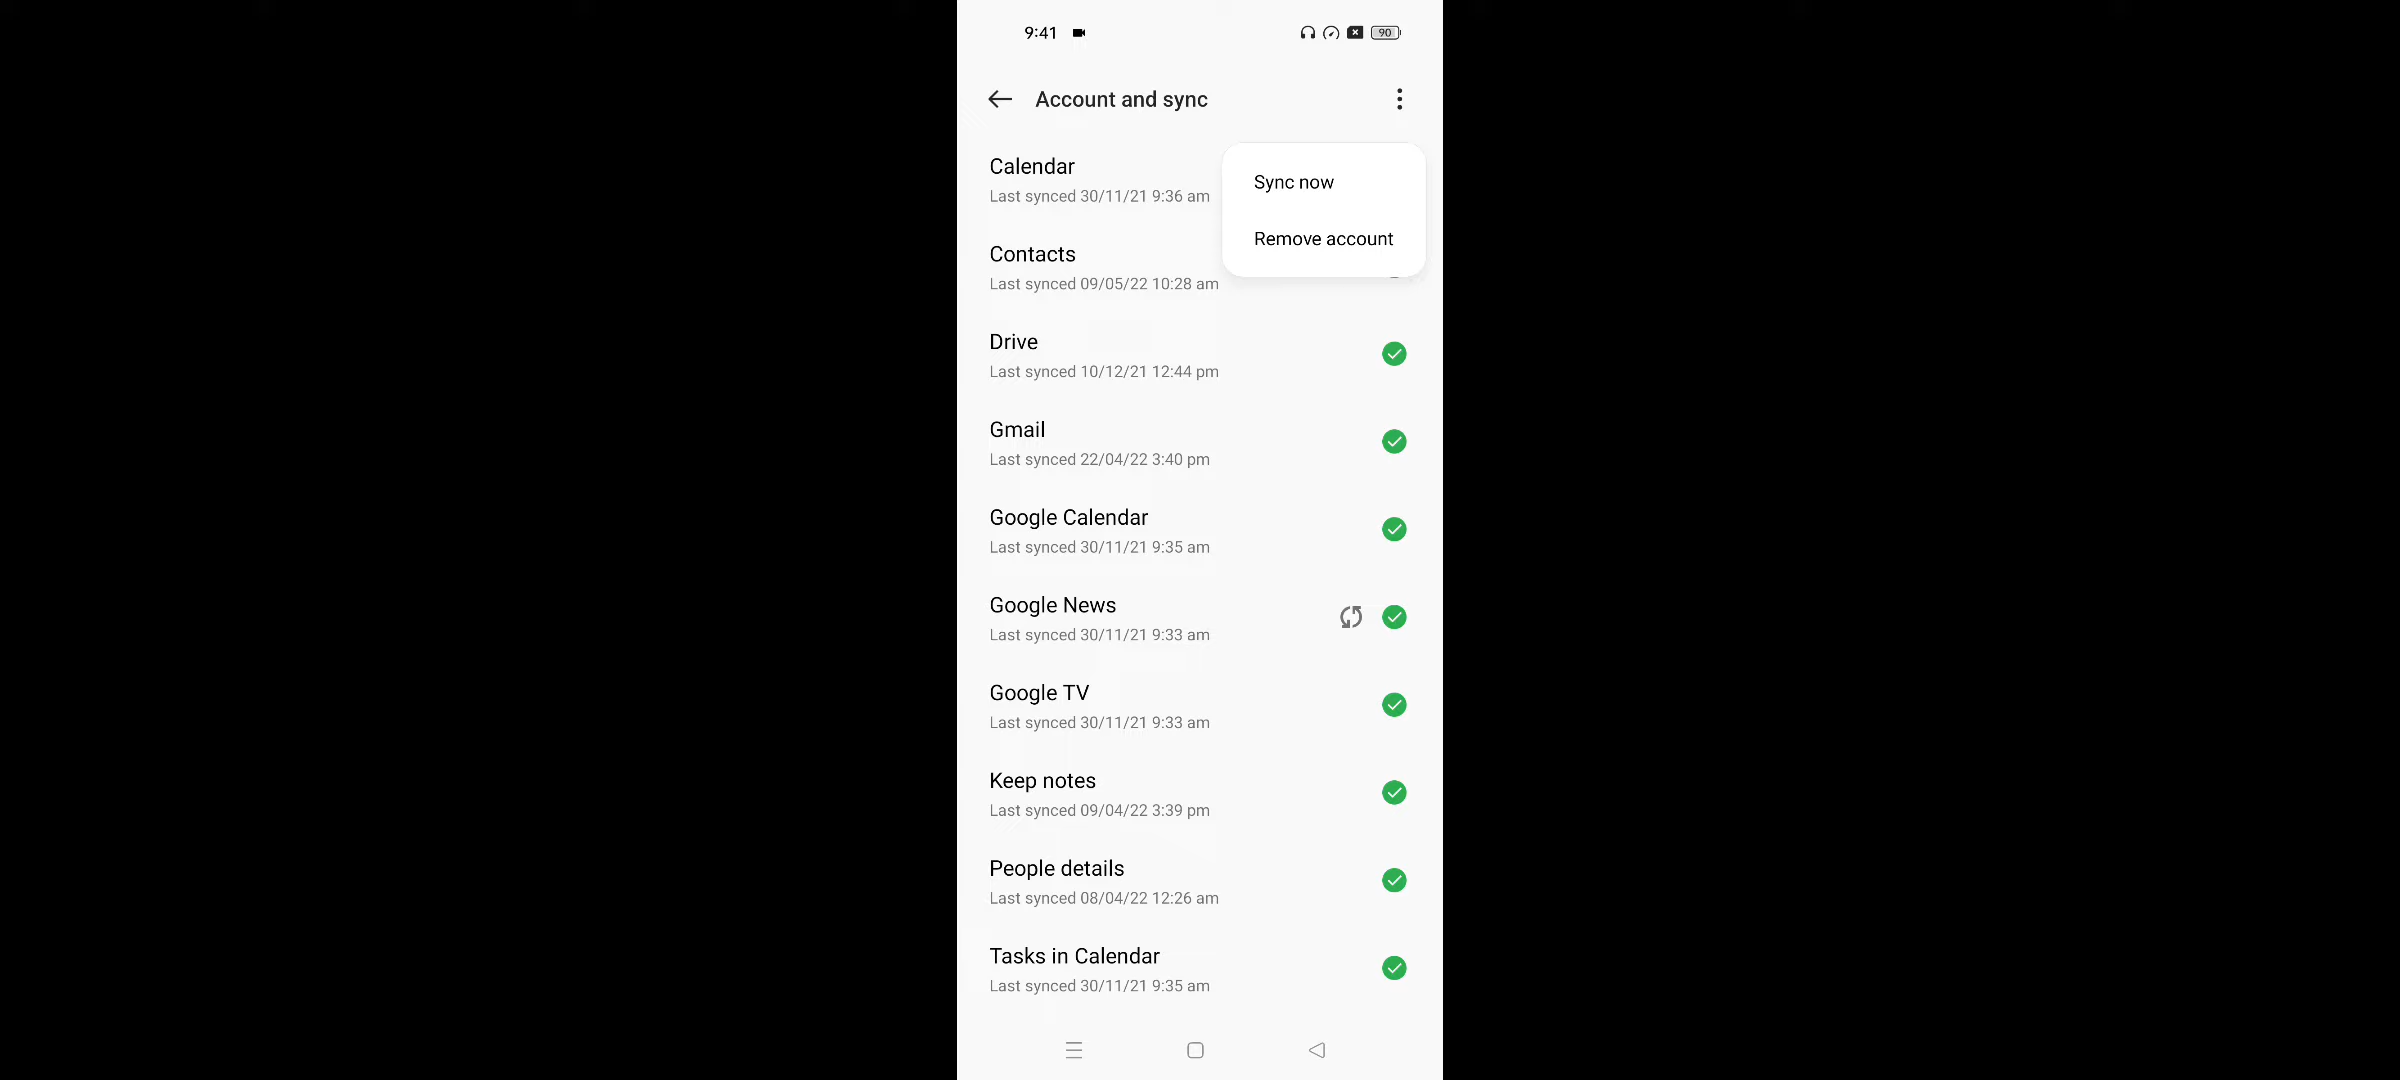 9:41
90
Account and sync
Calendar
Last synced 30/11/21 9:36 am
Sync now
Remove account
Contacts
Last synced 09/05/22 10:28 am
Drive
Last synced 10/12/21 12:44 pm
Gmail
Last synced 22/04/22 3:40 pm
Google Calendar
Last synced 30/11/21 9:35 am
Google News
Last synced 30/11/21 9:33 am
Google TV
Last synced 30/11/21 9:33 am
Keep notes
Last synced 09/04/22 3:39 pm
People details
Last synced 08/04/22 12:26 am
Tasks in Calendar
Last synced 30/11/21 9:35 am